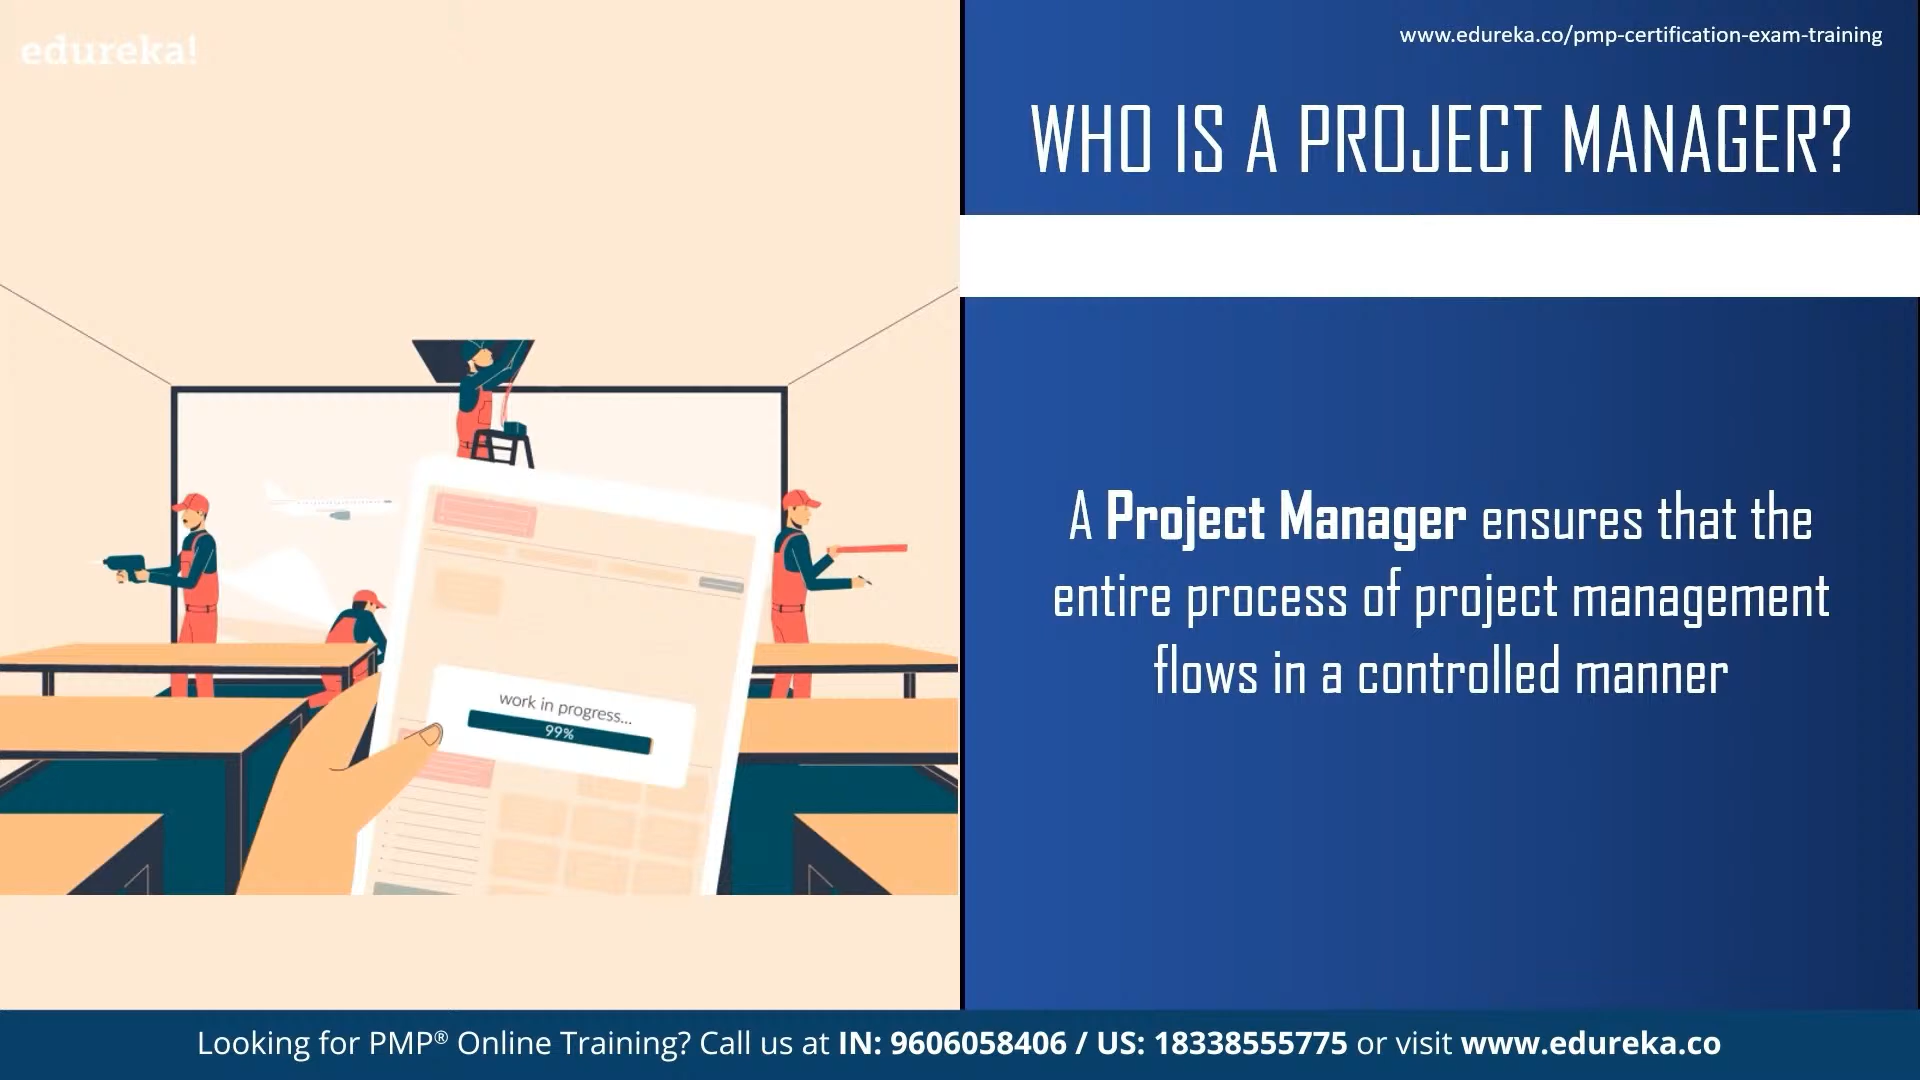 edureka!
www.edureka.co/pmp-certification-exam-training
WHO IS A PROJECT MANAGER?
work in progress...
99%
A Project Manager ensures that the
entire process of project management
flows in a controlled manner
Looking for PMP® Online Training? Call us at IN: 9606058406 / US: 18338555775 or visit www.edureka.co